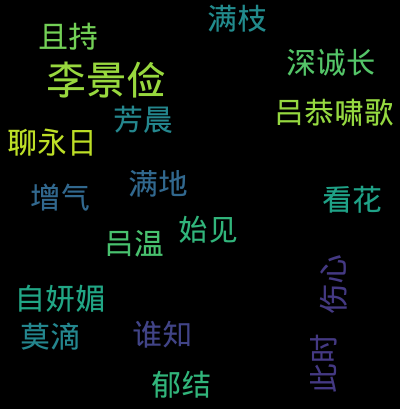 满枝
且持
深诚长
李景俭
吕恭啸歌
芳晨
聊永日
满地
增气
看花
始见
吕温
伤心
自妍媚
莫滴
谁知
此时
郁结